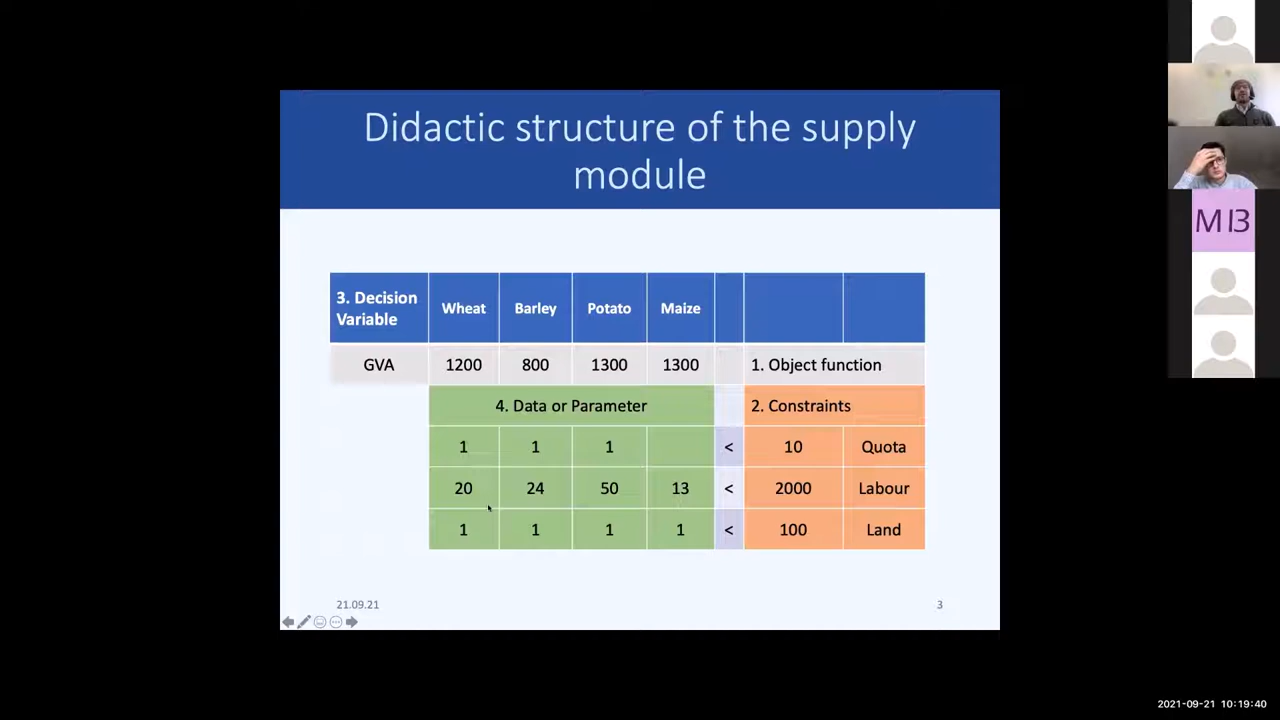 Didactic structure of the supply
module
3. Decision Variable Wheat Barley Potato Maize
GVA 1200 800 1300 1300 1. Object function
4. Data or Parameter 2. Constraints
1 1 1 < 10 Quota
20 24 50 13 < 2000 Labour
1 1 1 1 < 100 Land
21.09.21 3
M13
2021-09-21 10:19:40